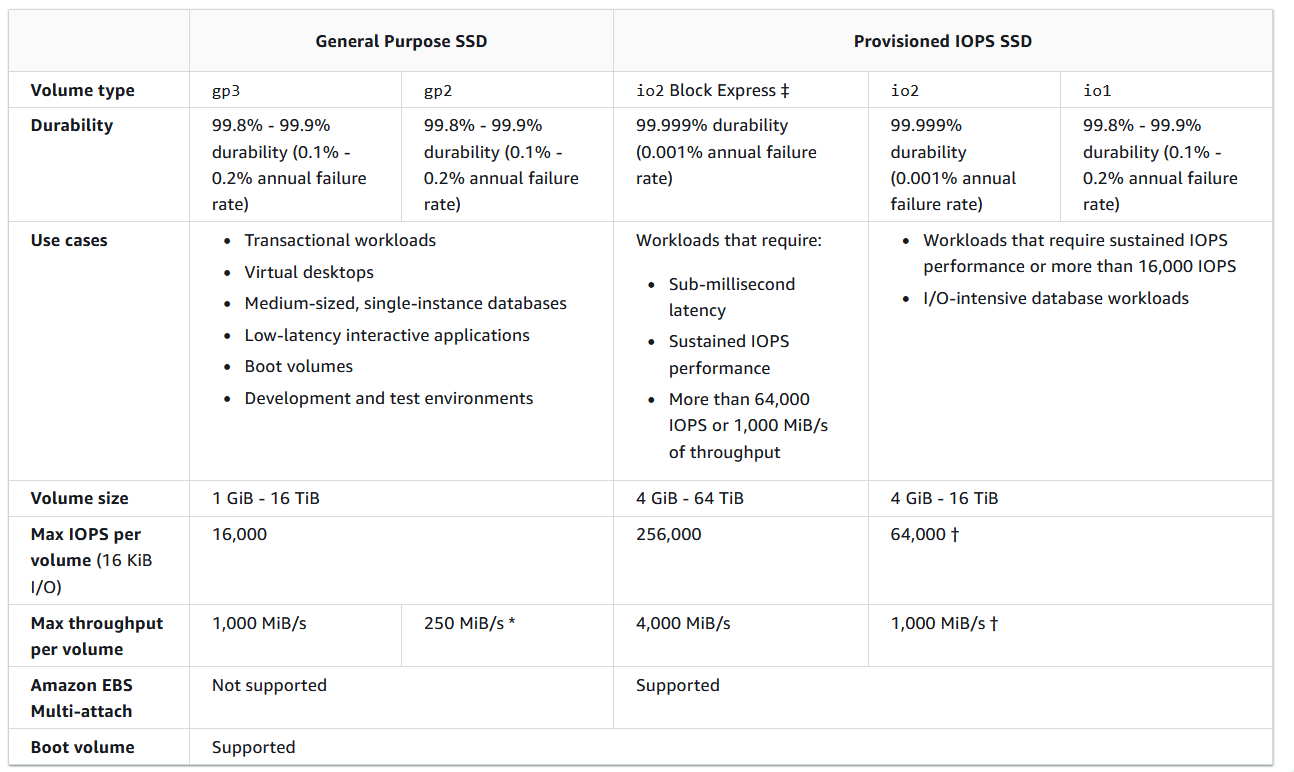 General Purpose SSD
Provisioned IOPS SSD
Volume type
gp3
gp2
io2 Block Express ‡
io2
io1
Durability
99.8% - 99.9%
durability (0.1% -
0.2% annual failure
rate)
99.8% - 99.9%
durability (0.1% -
0.2% annual failure
rate)
99.999% durability
(0.001% annual failure
rate)
99.999%
durability
(0.001% annual
failure rate)
99.8% - 99.9%
durability (0.1% -
0.2% annual failure
rate)
Use cases
• Transactional workloads
• Virtual desktops
• Medium-sized, single-instance databases
• Low-latency interactive applications
• Boot volumes
• Development and test environments
Workloads that require:
• Sub-millisecond
latency
• Sustained IOPS
performance
• More than 64,000
IOPS or 1,000 MiB/s
of throughput
• Workloads that require sustained IOPS
performance or more than 16,000 IOPS
• I/O-intensive database workloads
Volume size
1 GiB - 16 TiB
4 GiB - 64 TiB
4 GiB - 16 TiB
Max IOPS per
volume (16 KiB
I/O)
16,000
256,000
64,000 †
Max throughput
per volume
1,000 MiB/s
250 MiB/s *
4,000 MiB/s
1,000 MiB/s †
Amazon EBS
Multi-attach
Not supported
Supported
Boot volume
Supported